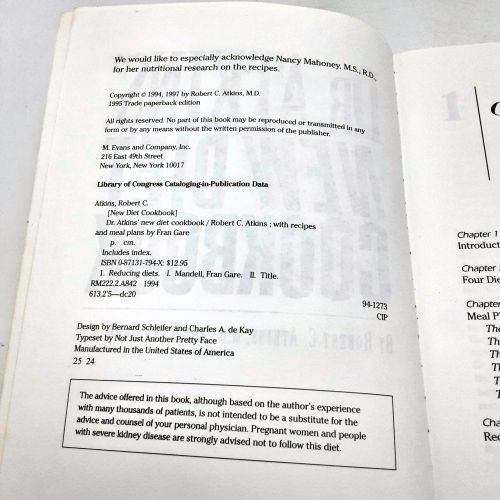 We would like to especially acknowledge Nancy Mahoney, M.S., R.D.,
for her nutritional research on the recipes.
Copyright © 1994, 1997 by Robert C. Atkins, M.D.
1995 Trade paperback edition
All rights reserved. No part of this book may be reproduced or transmitted in any
form or by any means without the written permission of the publisher.
M. Evans and Company, Inc.
216 East 49th Street
New York, New York 10017
Library of Congress Cataloging-in-Publication Data
Atkins, Robert C.
[New Diet Cookbook]
Dr. Atkins' new diet cookbook / Robert C. Atkins ; with recipes
and meal plans by Fran Gare
p. cm.
Includes index.
ISBN 0-87131-794-X: $12.95
1. Reducing diets. I. Mandell, Fran Gare. II. Title.
RM222.2.A842 1994
613.2'5—dc20
94-1273
CIP
Design by Bernard Schleifer and Charles A. de Kay
Typeset by Not Just Another Pretty Face
Manufactured in the United States of America
25 24
The advice offered in this book, although based on the author's experience
with many thousands of patients, is not intended to be a substitute for the
advice and counsel of your personal physician. Pregnant women and people
with severe kidney disease are strongly advised not to follow this diet.
1
Chapter 1
Introduct
Chapter
Four Die
Chapter
Meal P
The
Th
Th
Th
T
T
Cha
Rec